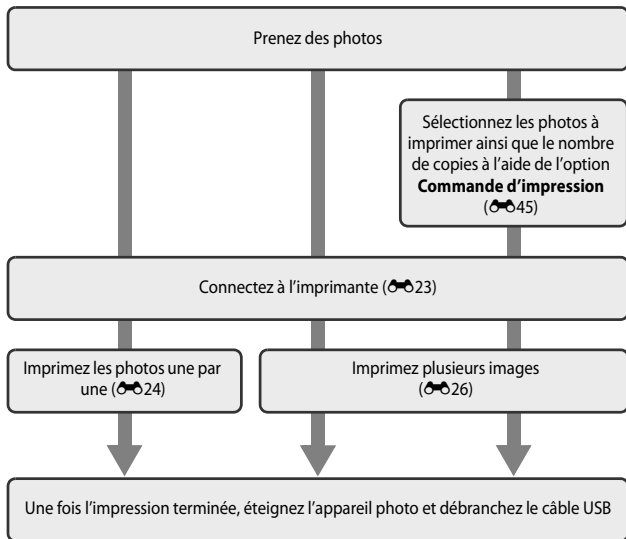 Prenez des photos
Sélectionnez les photos à
imprimer ainsi que le nombre
de copies à l'aide de l'option
Commande d'impression
(45)
Connectez à l'imprimante (23)
Imprimez les photos une par
une (24)
Imprimez plusieurs images
(26)
Une fois l'impression terminée, éteignez l'appareil photo et débranchez le câble USB